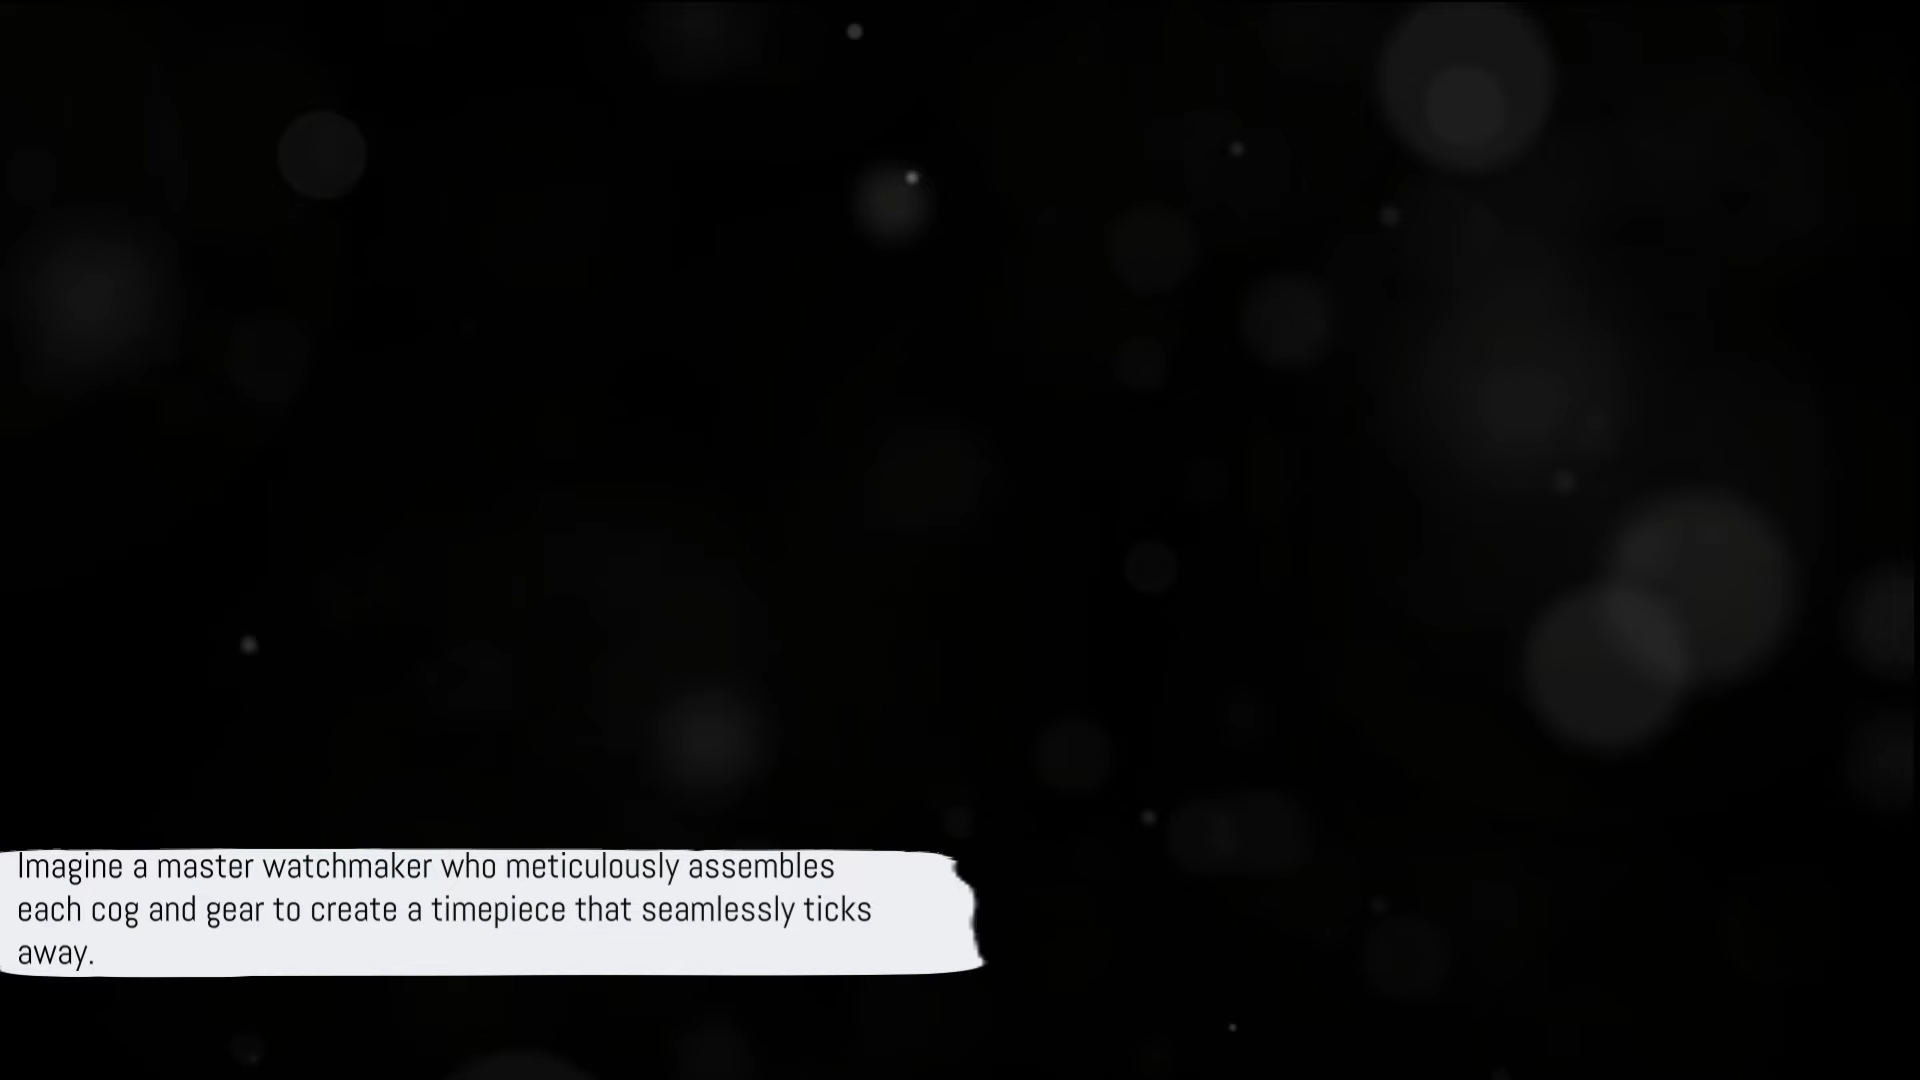 Imagine a master watchmaker who meticulously assembles
each cog and gear to create a timepiece that seamlessly ticks
away.